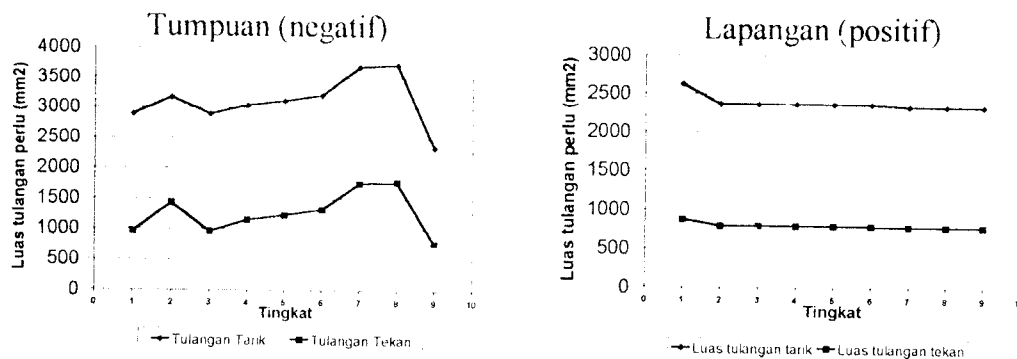 Tumpuan (negatif)
Luas tulangan perlu (mm2)
4000
3500
3000
2500
2000
1500
1000
500
0
0 1 2 3 4 5 6 7 8 9 10
Tingkat
Tulangan Tarik Tulangan Tekan
Lapangan (positif)
Luas tulangan perlu (mm2)
3000
2500
2000
1500
1000
500
0
0 1 2 3 4 5 6 7 8 9 1
Tingkat
Luas tulangan tarik Luas tulangan tekan